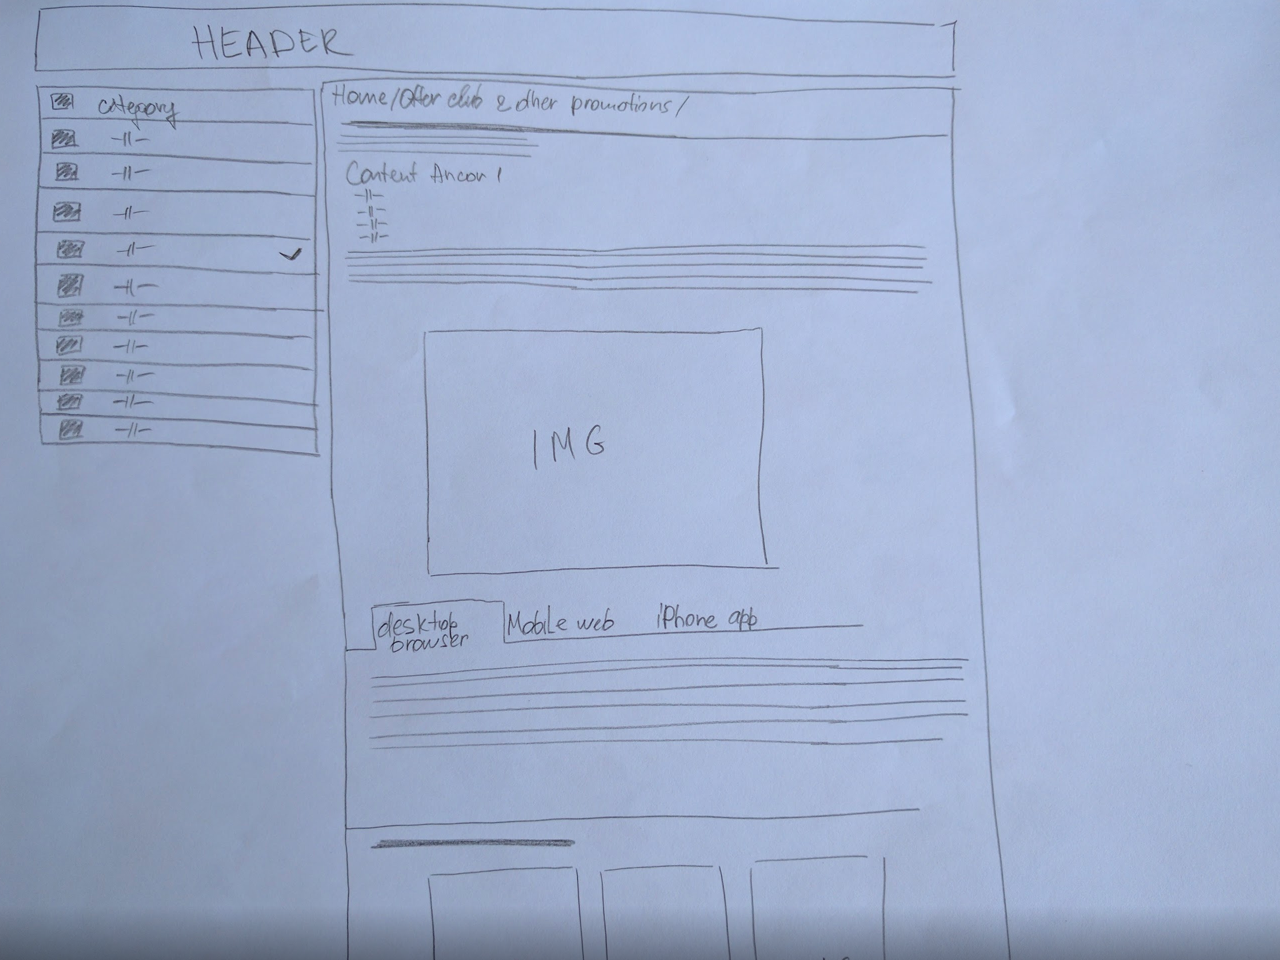 HEADER
category
-||-
-||-
-||-
-||-
-||-
-||-
-||-
-||-
-||-
-||-
Home/Offer club & other promotions/
Content Ancor 1
-||-
-||-
-||-
-||-
IMG
desktop browser
Mobile web
iPhone app